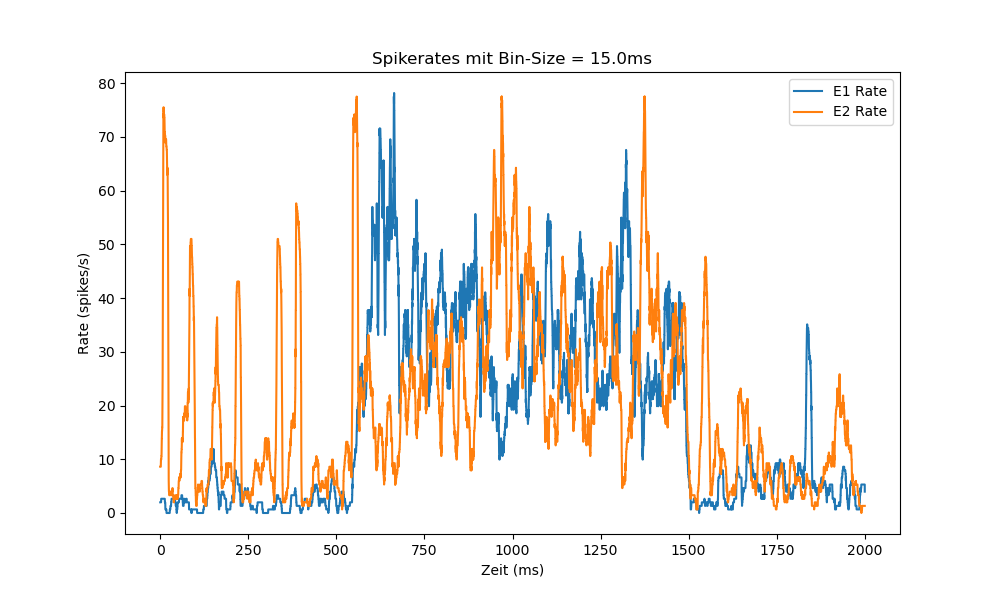 Spikerates mit Bin-Size = 15.0ms
E1 Rate
E2 Rate
Rate (spikes/s)
80
70
60
50
40
30
20
10
0
0 250 500 750 1000 1250 1500 1750 2000
Zeit (ms)